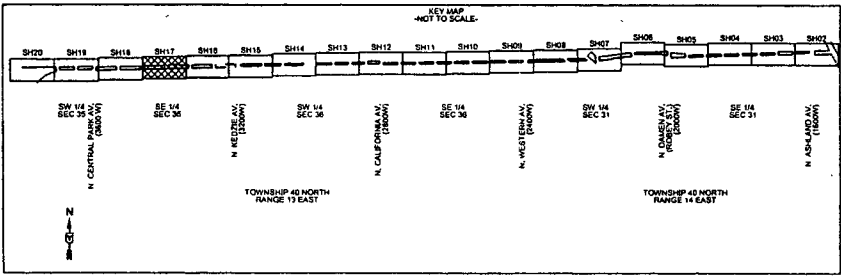 KEY MAP
-NOT TO SCALE-
SH20 SH19 SH18 SH17 SH16 SH15 SH14 SH13 SH12 SH11 SH10 SH09 SH08 SH07 SH06 SH05 SH04 SH03 SH02
SW 1/4
SEC 35
N CENTRAL PARK AV.
(3600 W)
SE 1/4
SEC 36
N KEDZIE AV.
(3200W)
SW 1/4
SEC 36
N. CALIFORNIA AV.
(2800W)
SE 1/4
SEC 36
N. WESTERN AV.
(2400W)
SW 1/4
SEC 31
N DAMEN AV.
(ROBEY ST.)
(2000W)
SE 1/4
SEC 31
N ASHLAND AV.
(1600W)
TOWNSHIP 40 NORTH
RANGE 13 EAST
TOWNSHIP 40 NORTH
RANGE 14 EAST
N